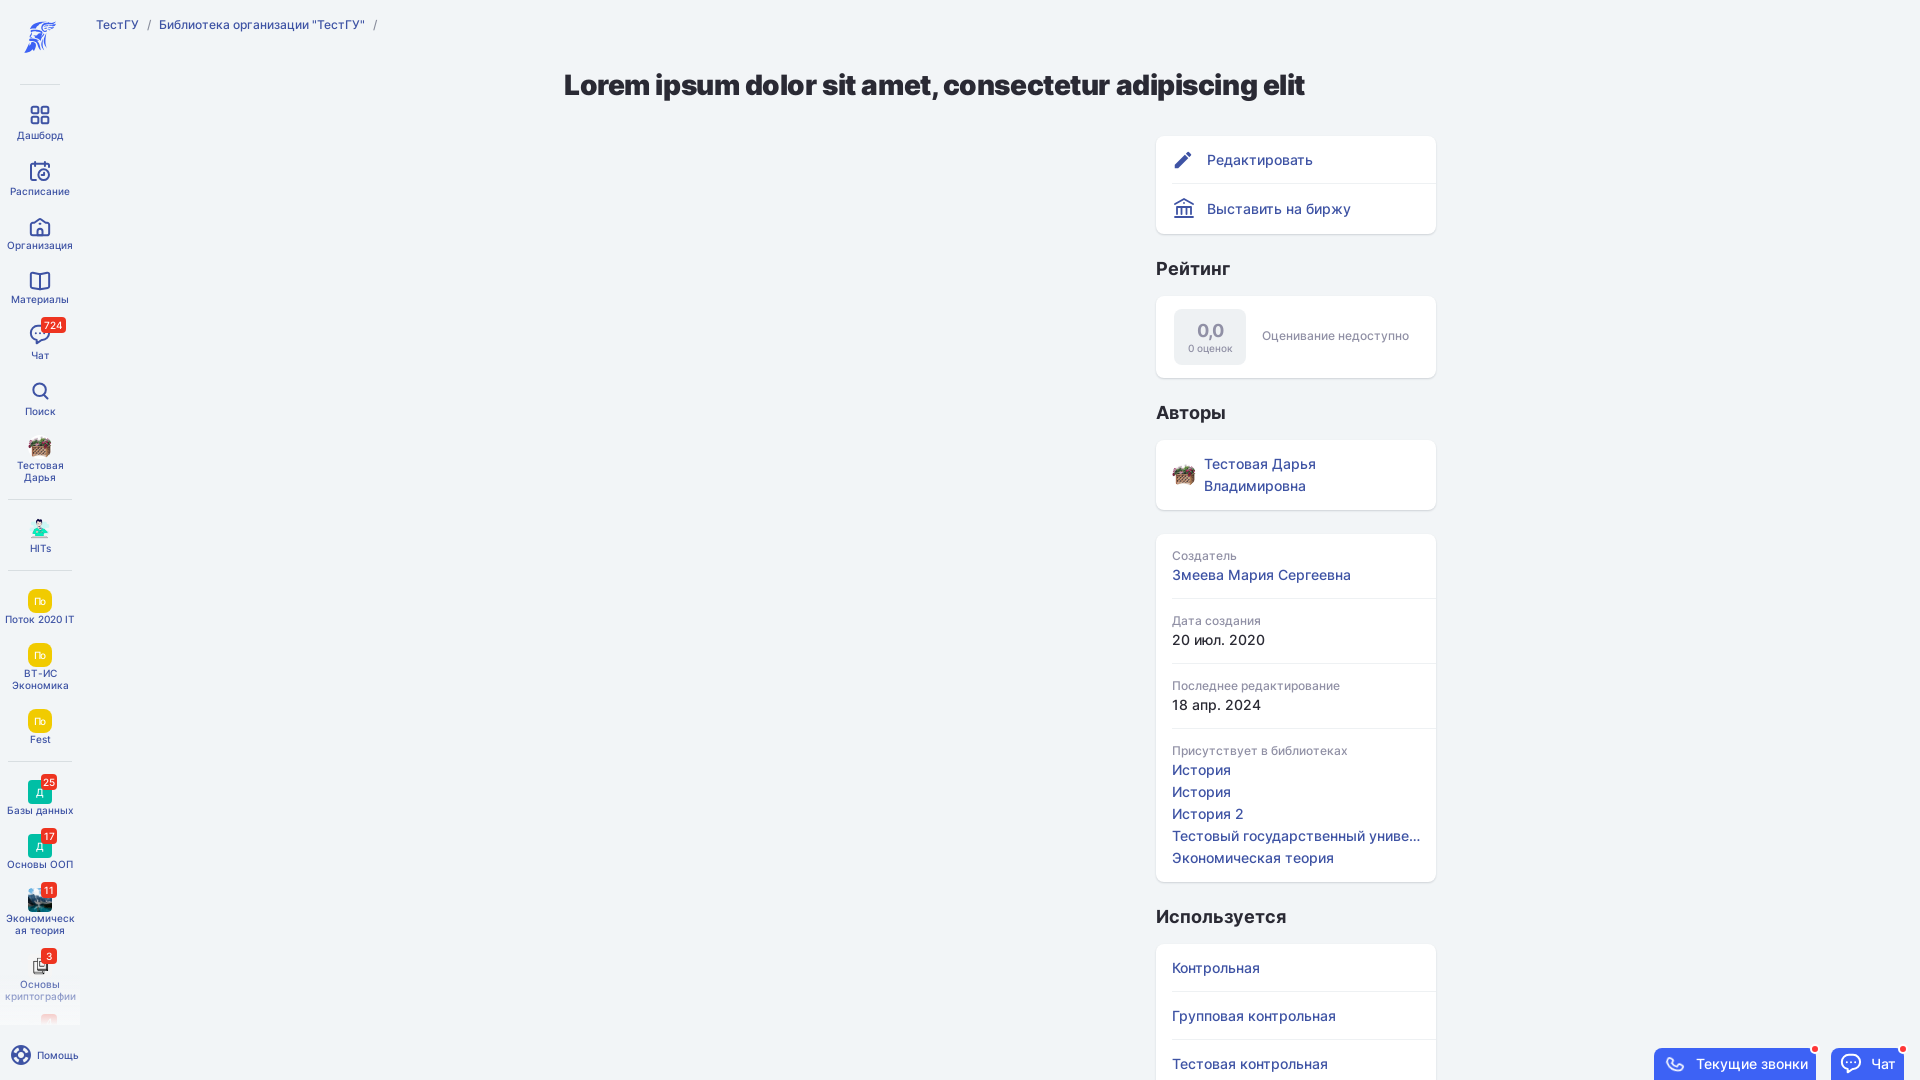 ТестГУ / Библиотека организации "ТестГУ" /
Lorem ipsum dolor sit amet, consectetur adipiscing elit
Дашборд
Расписание
Организация
Материалы
724
Чат
Поиск
Тестовая
Дарья
HITs
По
Поток 2020 IT
По
ВТ-ИС
Экономика
По
Fest
25
Д
Базы данных
17
Д
Основы ООП
11
Экономическ
ая теория
3
Основы
криптографии
Помощь
Редактировать
Выставить на биржу
Рейтинг
0,0
0 оценок
Оценивание недоступно
Авторы
Тестовая Дарья
Владимировна
Создатель
Змеева Мария Сергеевна
Дата создания
20 июл. 2020
Последнее редактирование
18 апр. 2024
Присутствует в библиотеках
История
История
История 2
Тестовый государственный униве...
Экономическая теория
Используется
Контрольная
Групповая контрольная
Тестовая контрольная
Текущие звонки
Чат